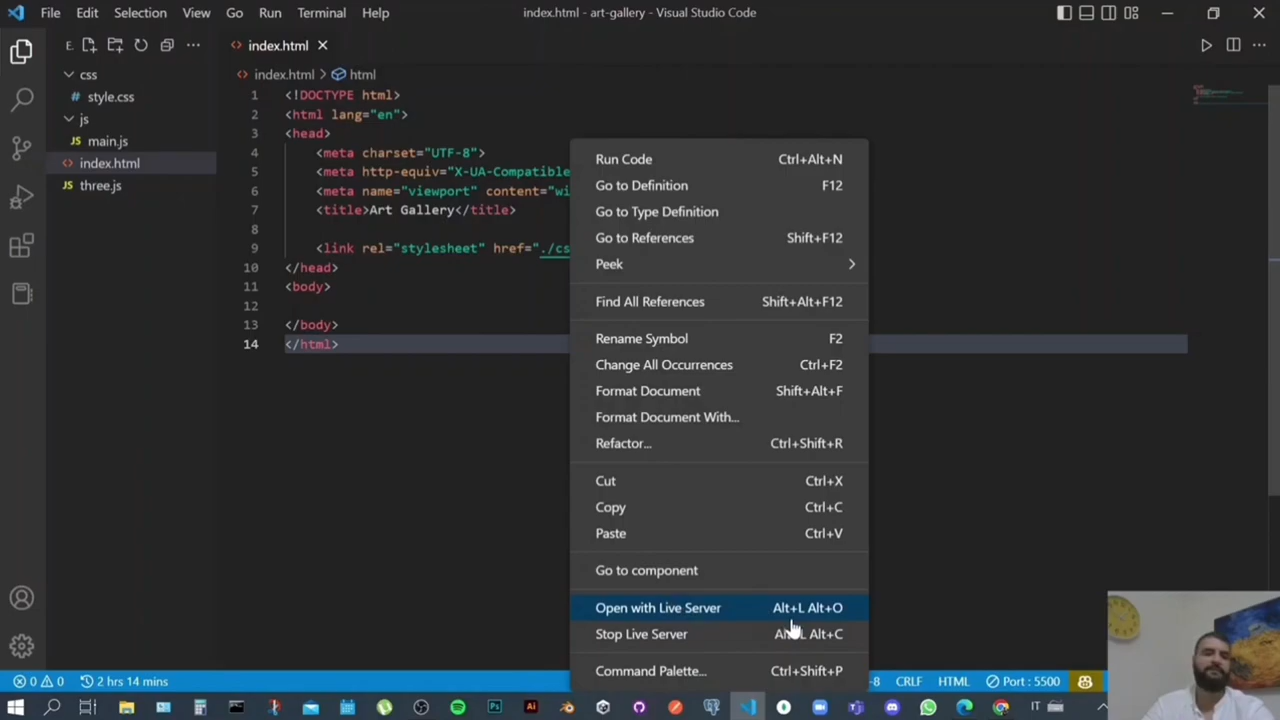 File Edit Selection View Go Run Terminal Help
index.html - art-gallery - Visual Studio Code
E.
css
# style.css
js
JS main.js
<> index.html
JS three.js
<> index.html
<> index.html > html
1 <!DOCTYPE html>
2 <html lang="en">
3 <head>
4 <meta charset="UTF-8">
5 <meta http-equiv="X-UA-Compatible
6 <meta name="viewport" content="wi
7 <title>Art Gallery</title>
8
9 <link rel="stylesheet" href="./cs
10 </head>
11 <body>
12
13 </body>
14 </html>
Run Code Ctrl+Alt+N
Go to Definition F12
Go to Type Definition
Go to References Shift+F12
Peek
Find All References Shift+Alt+F12
Rename Symbol F2
Change All Occurrences Ctrl+F2
Format Document Shift+Alt+F
Format Document With...
Refactor... Ctrl+Shift+R
Cut Ctrl+X
Copy Ctrl+C
Paste Ctrl+V
Go to component
Open with Live Server Alt+L Alt+O
Stop Live Server Alt+C
Command Palette... Ctrl+Shift+P
0 0 2 hrs 14 mins
-8 CRLF HTML Port : 5500
Ps Ai IT